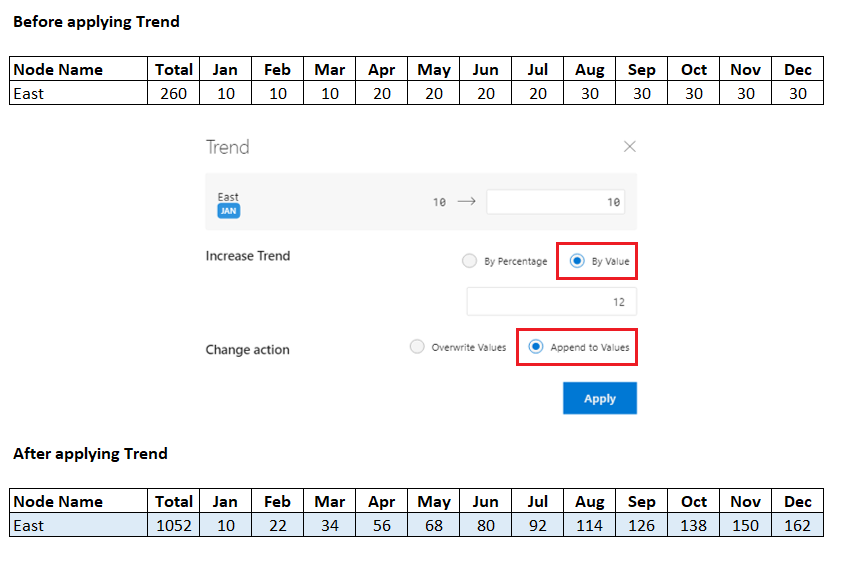 Before applying Trend
Node Name Total Jan Feb Mar Apr May Jun Jul Aug Sep Oct Nov Dec
East 260 10 10 10 20 20 20 20 30 30 30 30 30
Trend
East 10 → 10
JAN
Increase Trend By Percentage By Value
12
Change action Overwrite Values Append to Values
Apply
After applying Trend
Node Name Total Jan Feb Mar Apr May Jun Jul Aug Sep Oct Nov Dec
East 1052 10 22 34 56 68 80 92 114 126 138 150 162